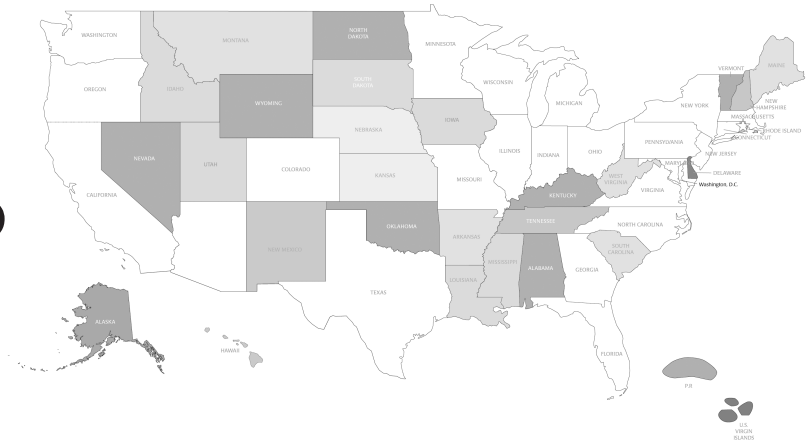 WASHINGTON
OREGON
CALIFORNIA
IDAHO
NEVADA
MONTANA
WYOMING
UTAH
COLORADO
NEW MEXICO
NORTH
DAKOTA
SOUTH
DAKOTA
NEBRASKA
KANSAS
OKLAHOMA
TEXAS
MINNESOTA
IOWA
MISSOURI
ARKANSAS
LOUISIANA
WISCONSIN
ILLINOIS
MICHIGAN
INDIANA
OHIO
KENTUCKY
TENNESSEE
MISSISSIPPI
ALABAMA
GEORGIA
FLORIDA
SOUTH
CAROLINA
NORTH CAROLINA
VIRGINIA
WEST
VIRGINIA
PENNSYLVANIA
NEW YORK
VERMONT
MAINE
NEW
HAMPSHIRE
MASSACHUSETTS
RHODE ISLAND
CONNECTICUT
NEW JERSEY
MARYLAND
DELAWARE
Washington, D.C.
ALASKA
HAWAII
P.R
U.S.
VIRGIN
ISLANDS